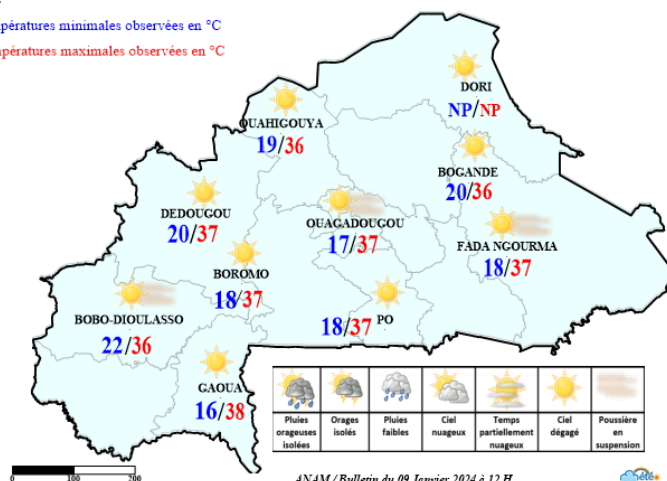 pératures minimales observées en °C
pératures maximales observées en °C
DORI
NP/NP
OUAHIGOUYA
19/36
BOGANDE
20/36
DEDOUGOU
20/37
OUAGADOUGOU
17/37
FADA NGOURMA
18/37
BOROMO
18/37
BOBO-DIOULASSO
22/36
18/37 PO
GAOUA
16/38
Pluies orageuses isolées
Orages isolés
Pluies faibles
Ciel nuageux
Temps partiellement nuageux
Ciel dégagé
Poussière en suspension
0 100 200
ANAM / Bulletin du 09 Janvier 2024 à 12 H
été